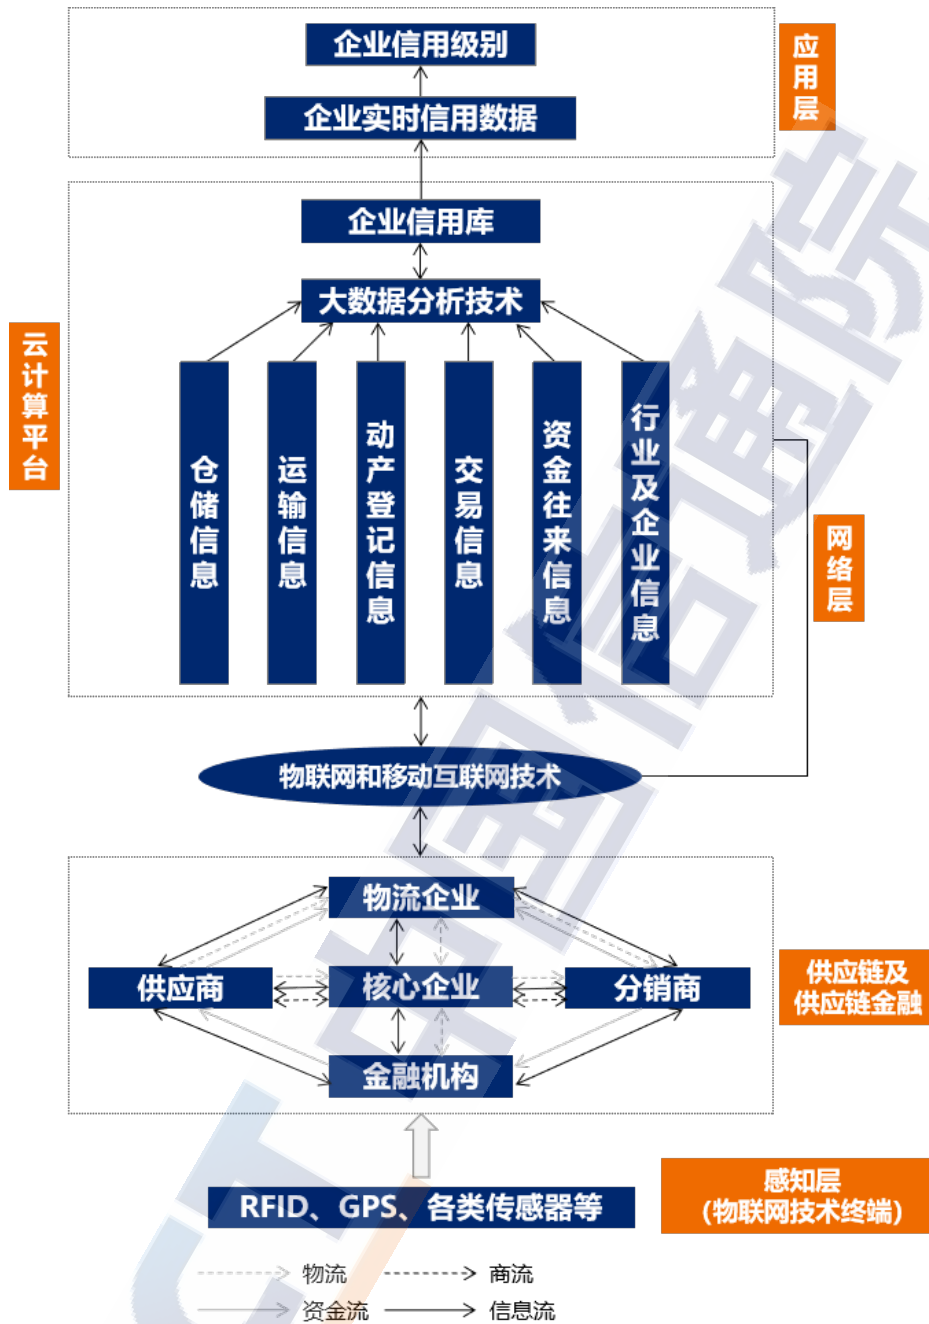 企业信用级别
应用层
企业实时信用数据
企业信用库
大数据分析技术
云计算平台
仓储信息
运输信息
动产登记信息
交易信息
资金往来信息
行业及企业信息
网络层
物联网和移动互联网技术
物流企业
供应商
核心企业
分销商
供应链及
供应链金融
金融机构
感知层
(物联网技术终端)
RFID、GPS、各类传感器等
物流
商流
资金流
信息流
中国信通院